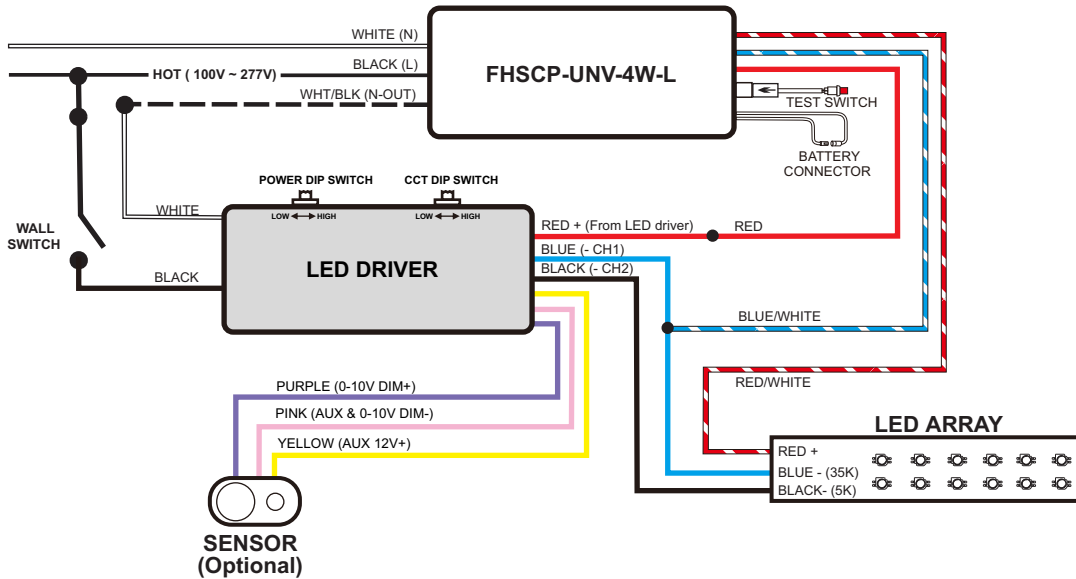 WHITE (N)
BLACK (L)
HOT ( 100V ~ 277V)
WHT/BLK (N-OUT)
FHSCP-UNV-4W-L
TEST SWITCH
BATTERY
CONNECTOR
POWER DIP SWITCH
CCT DIP SWITCH
LOW HIGH
LOW HIGH
WHITE
WALL
SWITCH
BLACK
LED DRIVER
RED + (From LED driver)
RED
BLUE (- CH1)
BLACK (- CH2)
BLUE/WHITE
RED/WHITE
PURPLE (0-10V DIM+)
PINK (AUX & 0-10V DIM-)
YELLOW (AUX 12V+)
SENSOR
(Optional)
LED ARRAY
RED +
BLUE - (35K)
BLACK- (5K)